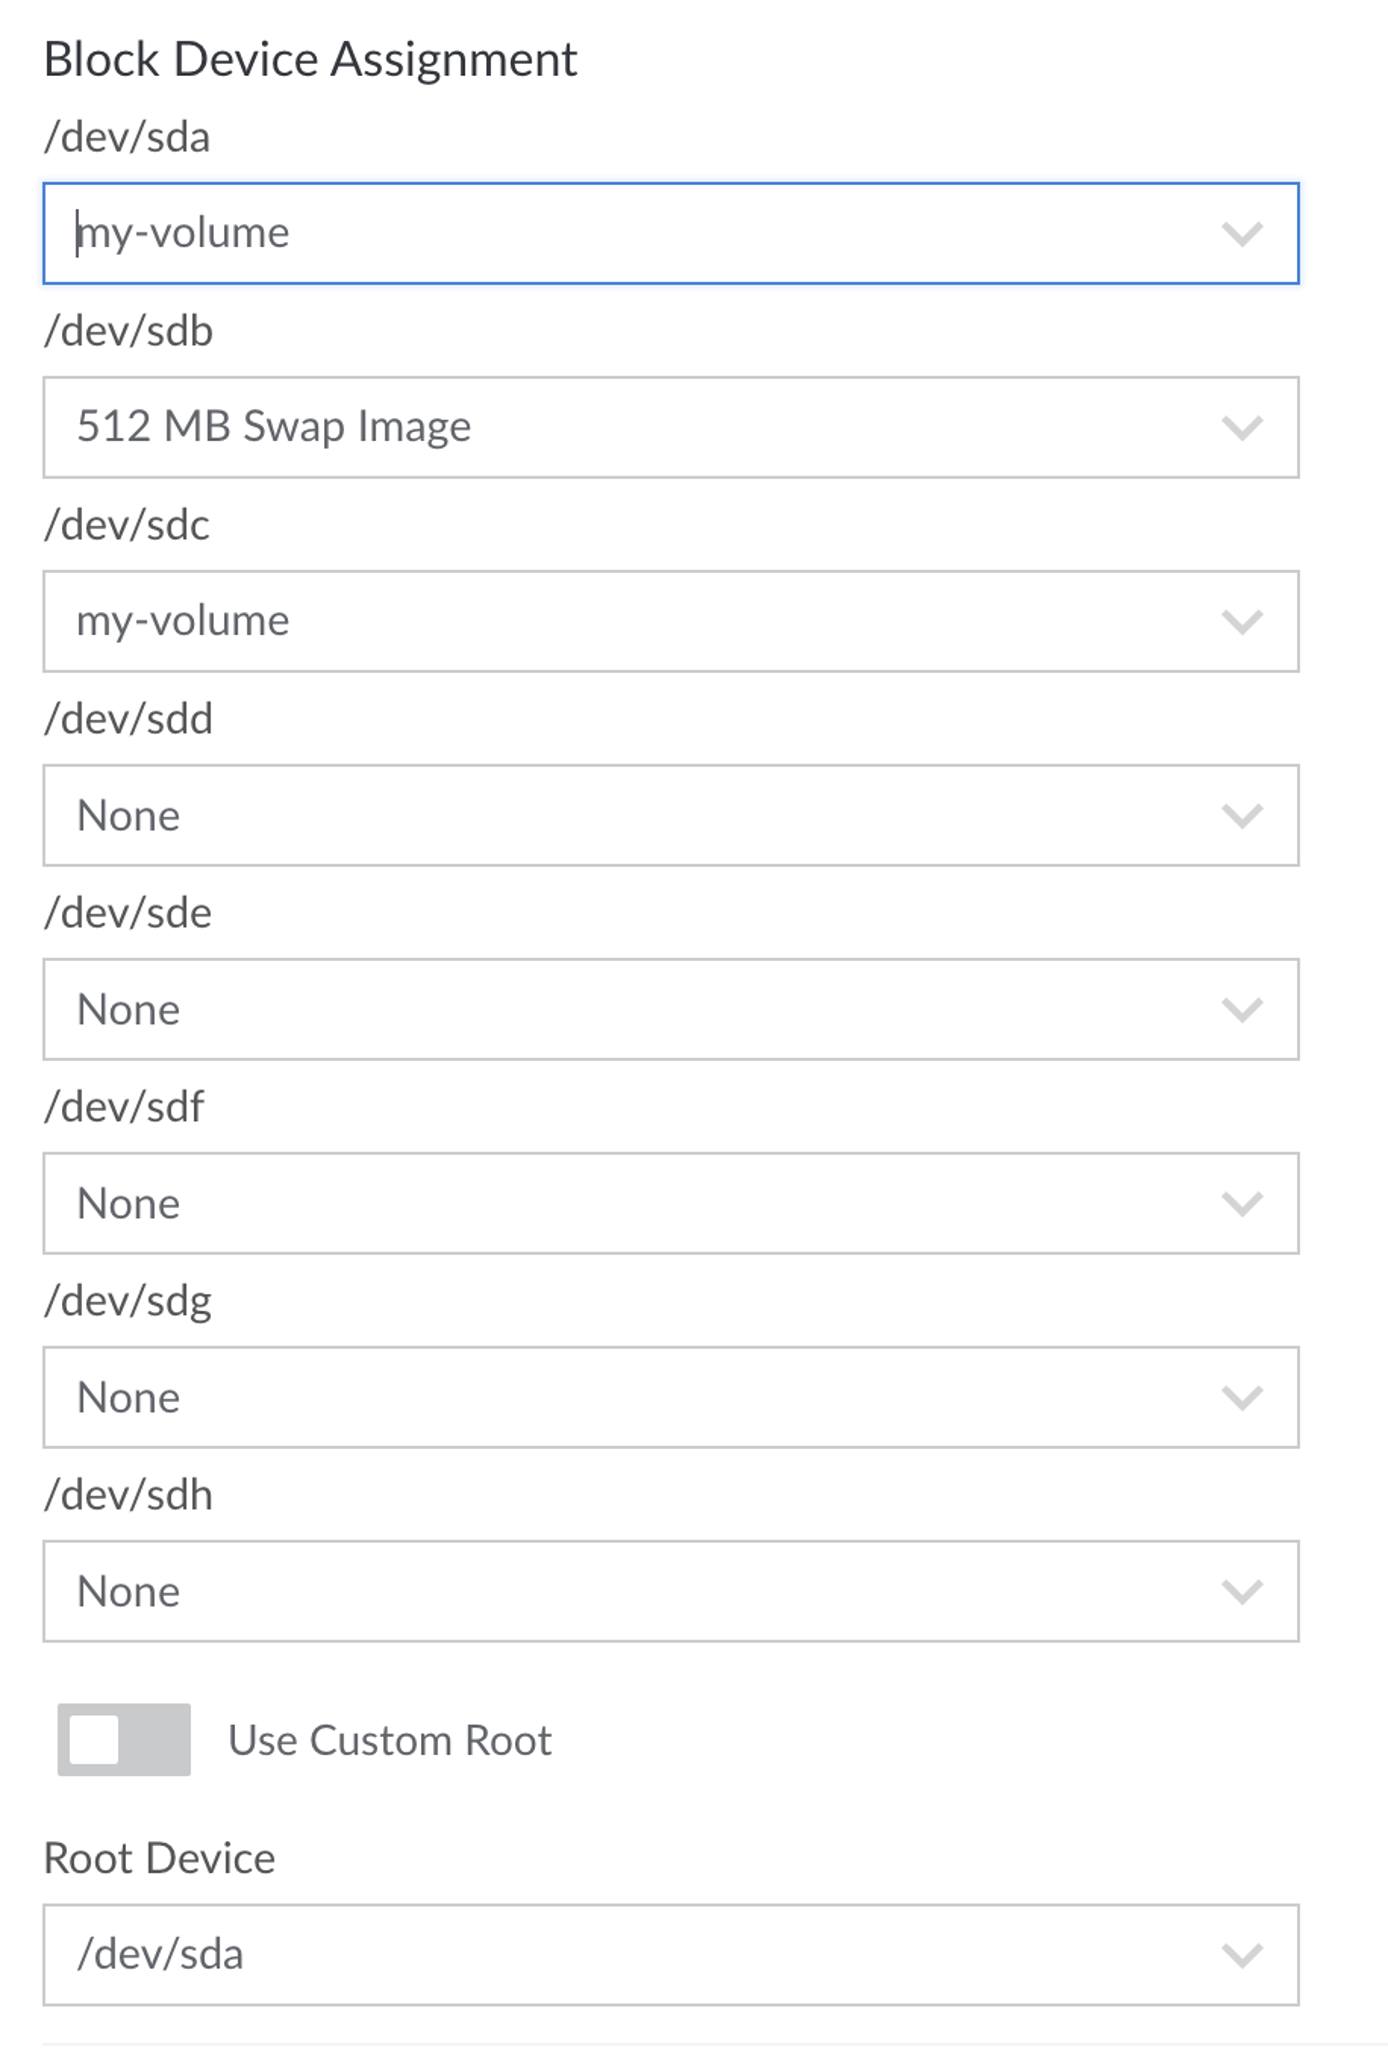 Block Device Assignment
/dev/sda
my-volume
/dev/sdb
512 MB Swap Image
/dev/sdc
my-volume
/dev/sdd
None
/dev/sde
None
/dev/sdf
None
/dev/sdg
None
/dev/sdh
None
Use Custom Root
Root Device
/dev/sda